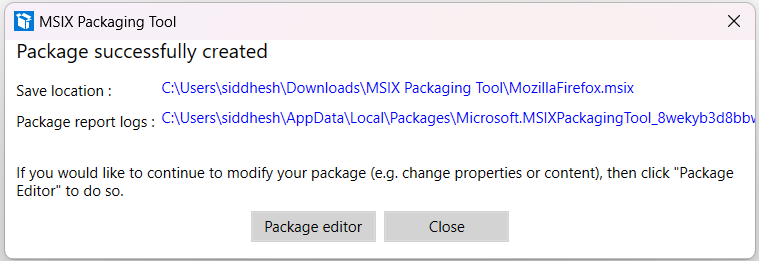 MSIX Packaging Tool
Package successfully created
Save location : C:\Users\siddhesh\Downloads\MSIX Packaging Tool\MozillaFirefox.msix
Package report logs : C:\Users\siddhesh\AppData\Local\Packages\Microsoft.MSIXPackagingTool_8wekyb3d8bbw
If you would like to continue to modify your package (e.g. change properties or content), then click "Package
Editor" to do so.
Package editor Close